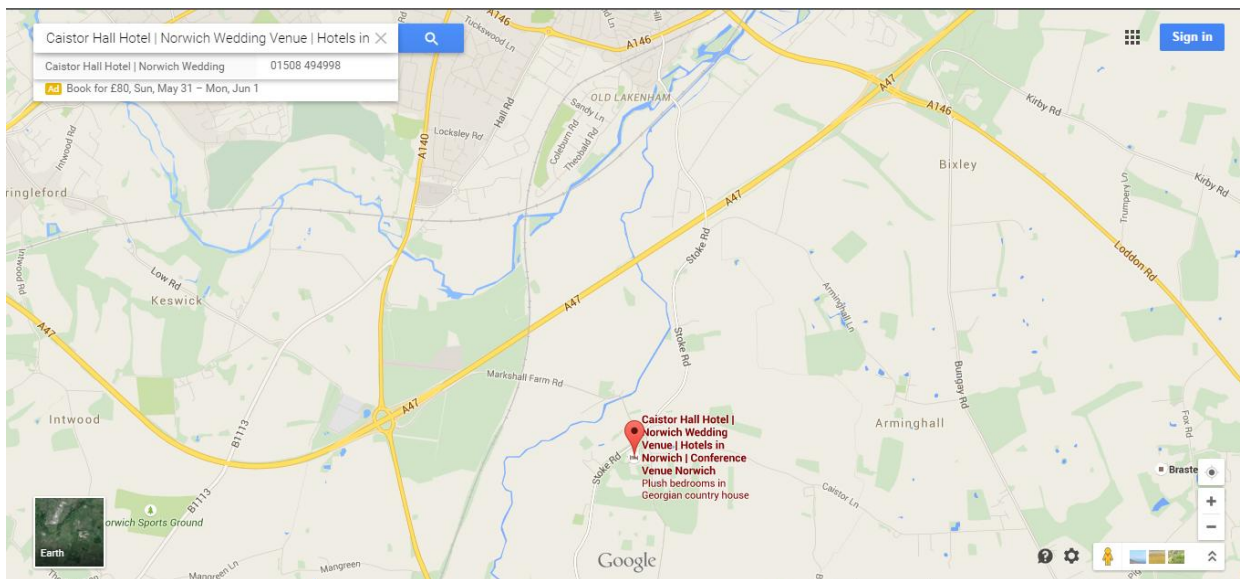 Caistor Hall Hotel | Norwich Wedding Venue | Hotels in
Caistor Hall Hotel | Norwich Wedding
01508 494998
Ad Book for £80, Sun, May 31 – Mon, Jun 1
Sign in
A146
Tuckswood Ln
Hill
A146
A47
OLD LAKENHAM
Sandy Ln
Hall Rd
Locksley Rd
Coleburn Rd
Theobald Rd
A140
Intwood Rd
Kirby Rd
A146
Bixley
Kirby Rd
Trumpery Ln
ringleford
A47
Stoke Rd
Loddon Rd
Intwood Rd
Low Rd
Keswick
A47
Arminghall Ln
A47
Stoke Rd
Markshall Farm Rd
Bungay Rd
A47
Intwood
B1113
Caistor Hall Hotel |
Norwich Wedding
Venue | Hotels in
Norwich | Conference
Venue Norwich
Plush bedrooms in
Georgian country house
Stoke Rd
Arminghall
Fox Rd
Braste
Caistor Ln
B1113
orwich Sports Ground
Earth
Google
Mangreen Ln
Mangreen